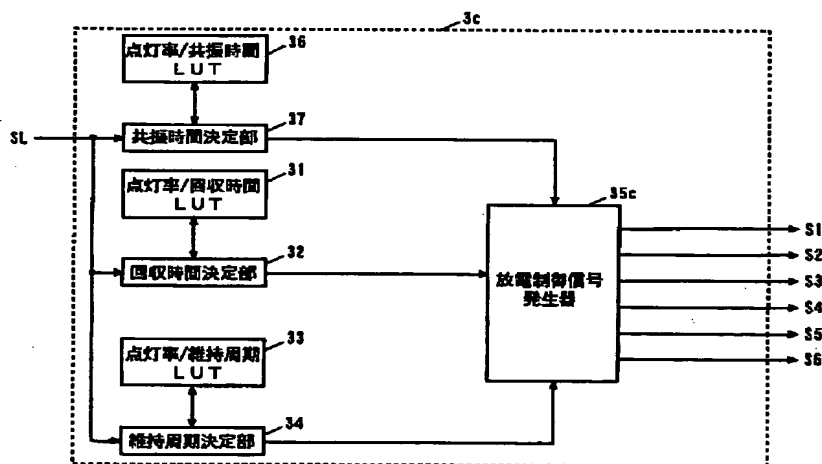 3c
点灯率/共振時間
LUT
36
SL
共振時間決定部
37
点灯率/回収時間
LUT
31
回収時間決定部
32
点灯率/維持周期
LUT
33
維持周期決定部
34
放電制御信号
発生器
35c
S1
S2
S3
S4
S5
S6